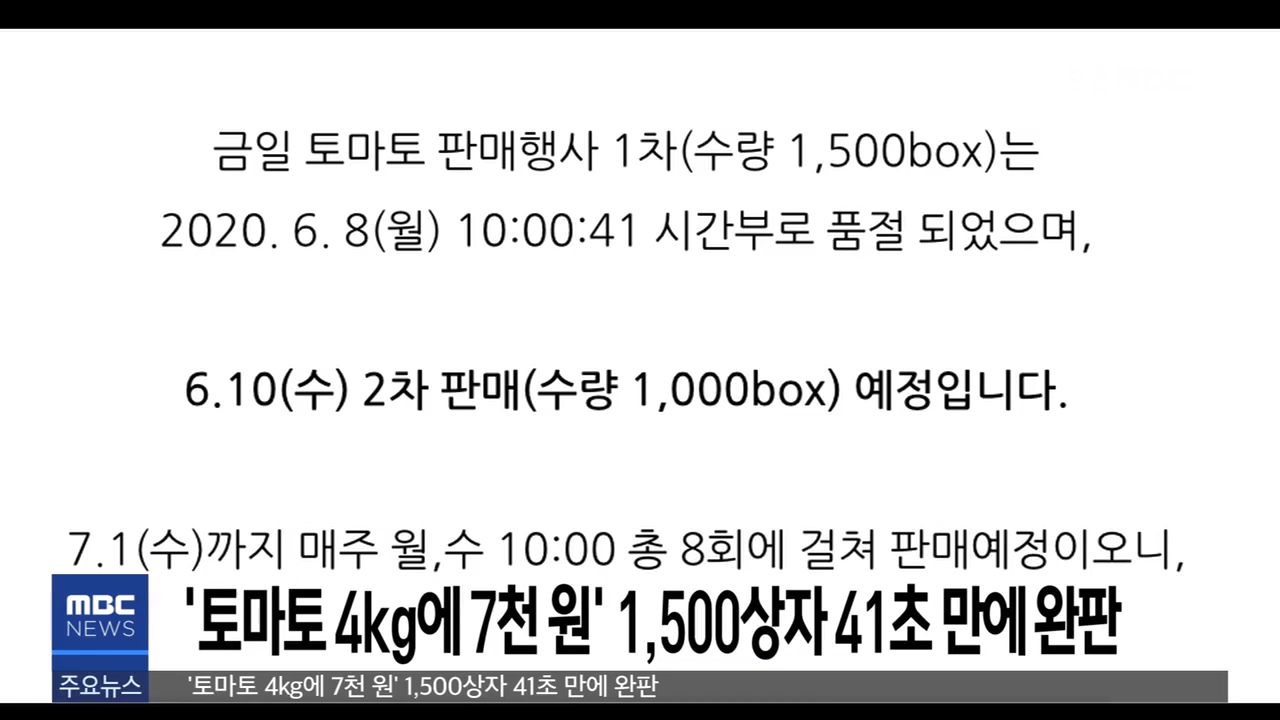 금일 토마토 판매행사 1차(수량 1,500box)는
2020. 6. 8(월) 10:00:41 시간부로 품절 되었으며,
6.10(수) 2차 판매(수량 1,000box) 예정입니다.
7.1(수)까지 매주 월,수 10:00 총 8회에 걸쳐 판매예정이오니,
MBC
NEWS
'토마토 4kg에 7천 원' 1,500상자 41초 만에 완판
주요뉴스
'토마토 4kg에 7천 원' 1,500상자 41초 만에 완판